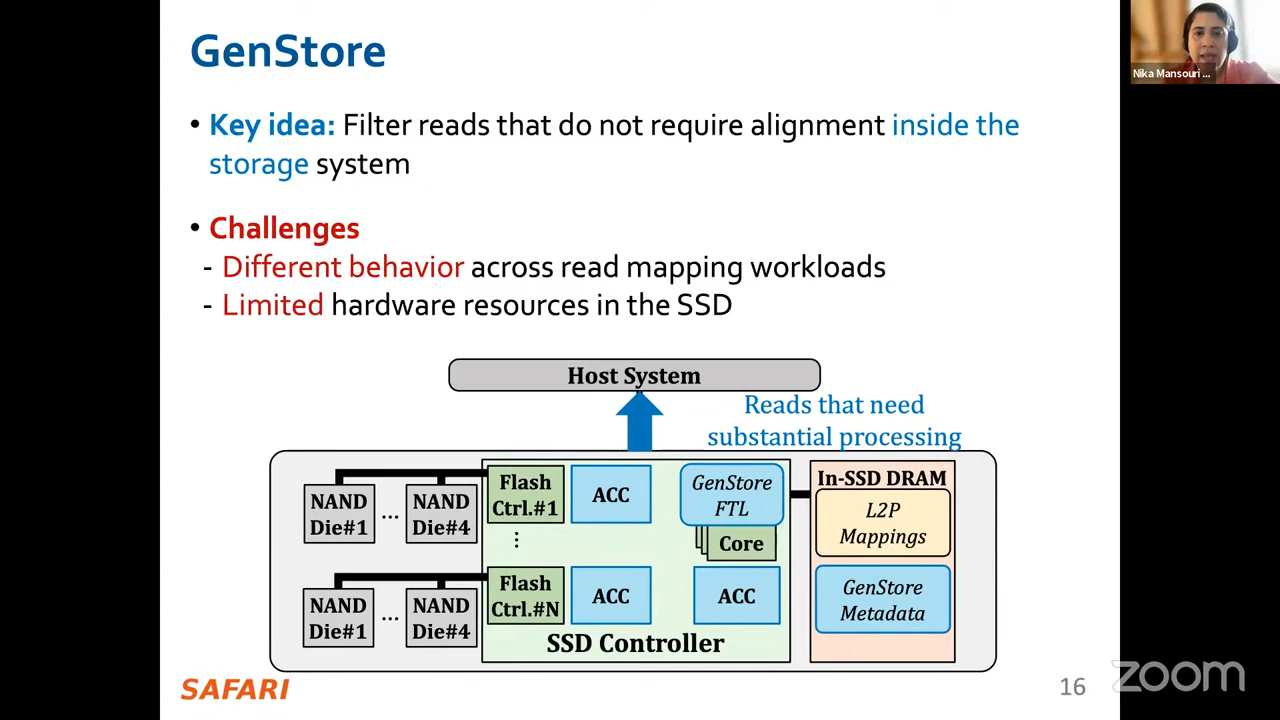 GenStore
Nika Mansouri ...
• Key idea: Filter reads that do not require alignment inside the
storage system
• Challenges
- Different behavior across read mapping workloads
- Limited hardware resources in the SSD
Host System
Reads that need
substantial processing
NAND
Die#1
...
NAND
Die#4
Flash
Ctrl.#1
ACC
GenStore
FTL
Core
In-SSD DRAM
L2P
Mappings
⋮
NAND
Die#1
...
NAND
Die#4
Flash
Ctrl.#N
ACC
ACC
GenStore
Metadata
SSD Controller
SAFARI
16
zoom